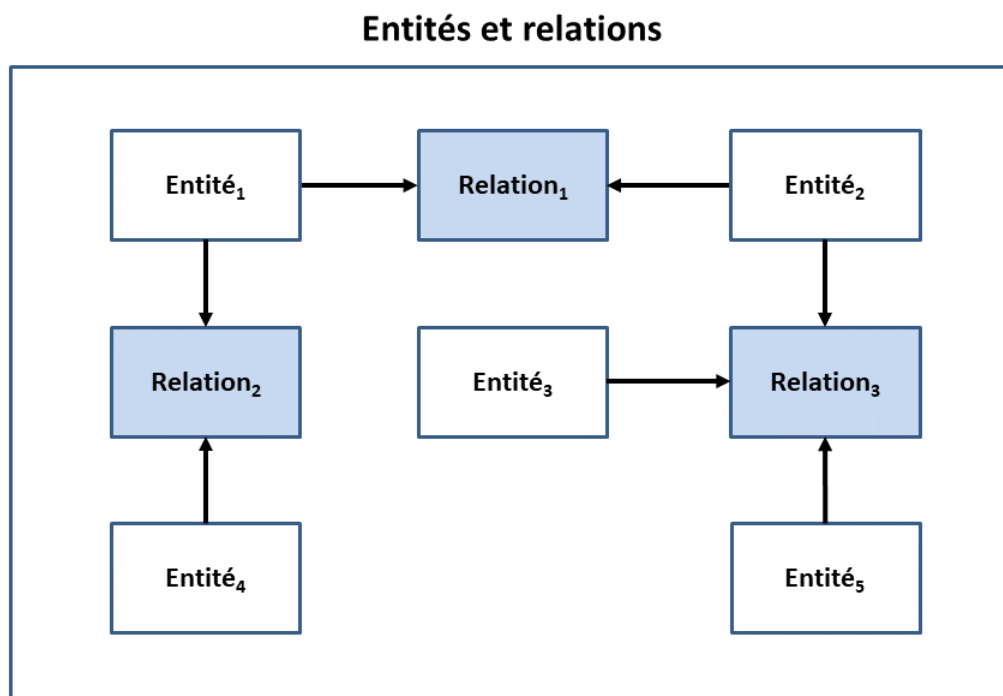 Entités et relations
Entité₁
Relation₁
Entité₂
Relation₂
Entité₃
Relation₃
Entité₄
Entité₅